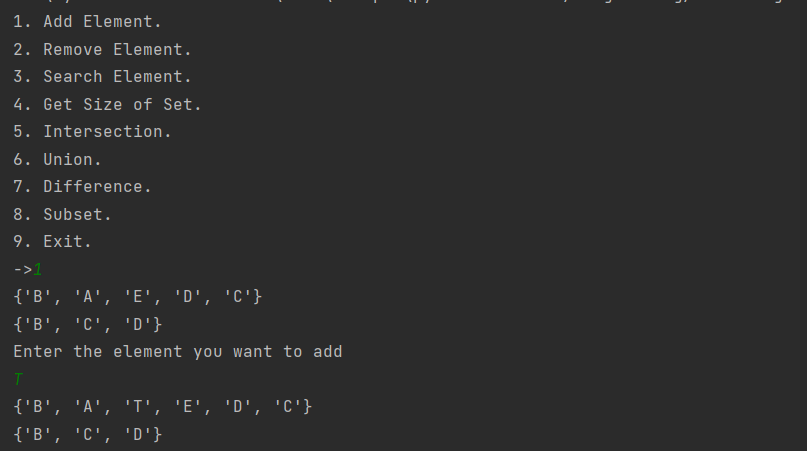 1. Add Element.
2. Remove Element.
3. Search Element.
4. Get Size of Set.
5. Intersection.
6. Union.
7. Difference.
8. Subset.
9. Exit.
->1
{'B', 'A', 'E', 'D', 'C'}
{'B', 'C', 'D'}
Enter the element you want to add
T
{'B', 'A', 'T', 'E', 'D', 'C'}
{'B', 'C', 'D'}